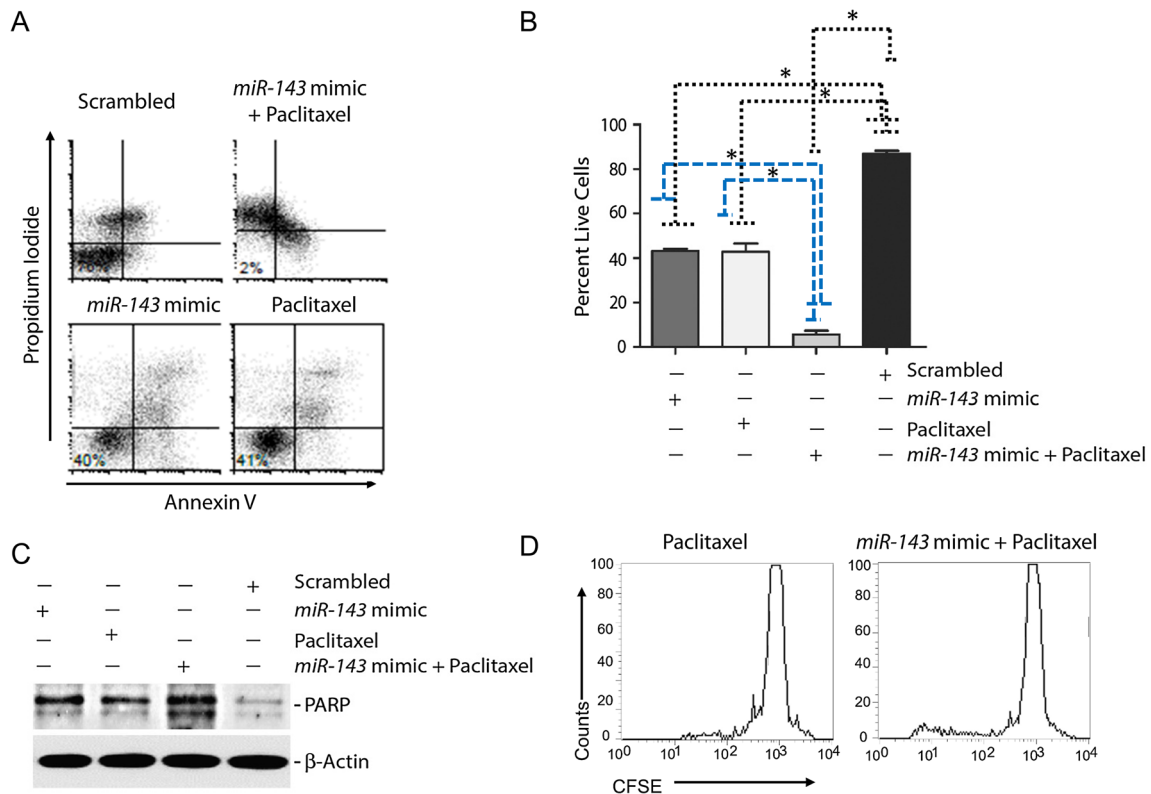 A
Scrambled
miR-143 mimic
+ Paclitaxel
2%
miR-143 mimic
Paclitaxel
40%
41%
Propidium Iodide
Annexin V
B
*
*
*
*
*
Percent Live Cells
100
80
60
40
20
0
− − − + Scrambled
+ − − − miR-143 mimic
− + − − Paclitaxel
− − + − miR-143 mimic + Paclitaxel
C
− − − + Scrambled
+ − − − miR-143 mimic
− + − − Paclitaxel
− − + − miR-143 mimic + Paclitaxel
- PARP
- β-Actin
D
Paclitaxel
miR-143 mimic + Paclitaxel
Counts
100
80
60
40
20
0
10⁰ 10¹ 10² 10³ 10⁴
100
80
60
40
20
0
10⁰ 10¹ 10² 10³ 10⁴
CFSE